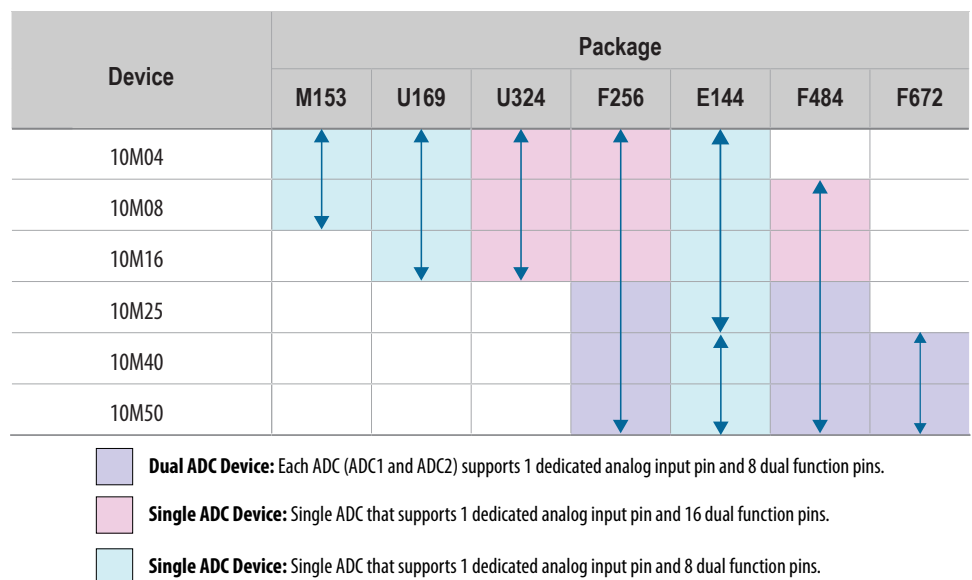 Device
Package
M153 U169 U324 F256 E144 F484 F672
10M04
10M08
10M16
10M25
10M40
10M50
Dual ADC Device: Each ADC (ADC1 and ADC2) supports 1 dedicated analog input pin and 8 dual function pins.
Single ADC Device: Single ADC that supports 1 dedicated analog input pin and 16 dual function pins.
Single ADC Device: Single ADC that supports 1 dedicated analog input pin and 8 dual function pins.